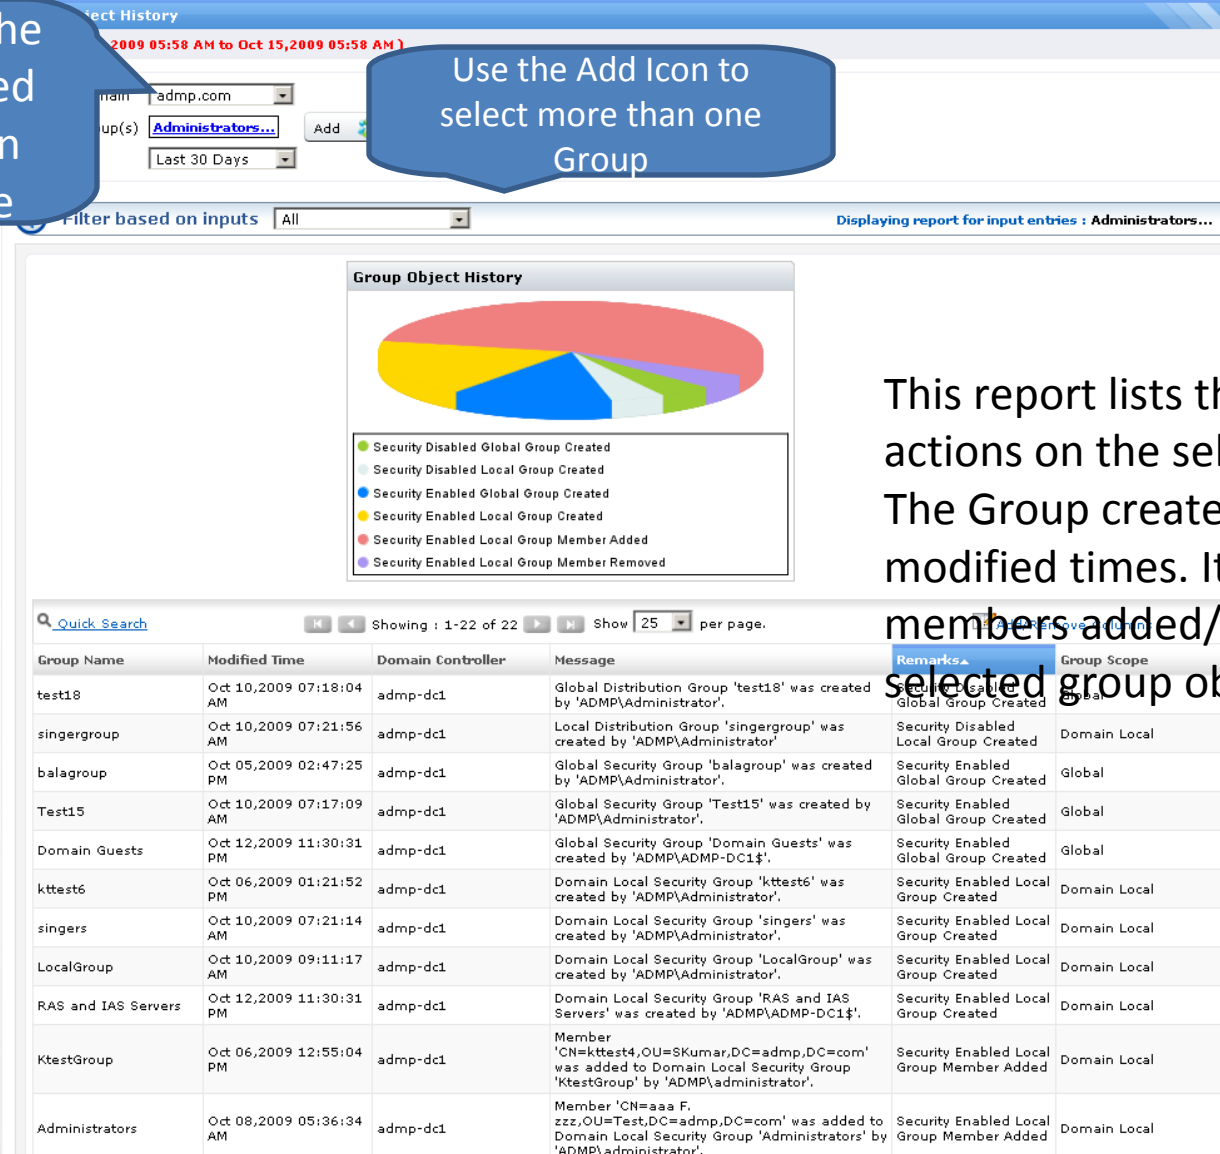 ject History
he
ed
n
e
2009 05:58 AM to Oct 15,2009 05:58 AM )
Use the Add Icon to
select more than one
Group
main admp.com
up(s) Administrators... Add
Last 30 Days
Filter based on inputs All
Displaying report for input entries : Administrators...
Group Object History
Security Disabled Global Group Created
Security Disabled Local Group Created
Security Enabled Global Group Created
Security Enabled Local Group Created
Security Enabled Local Group Member Added
Security Enabled Local Group Member Removed
This report lists th
actions on the sel
The Group create
modified times. It
members added/
selected group ob
Quick Search Showing : 1-22 of 22 Show 25 per page. Add/Remove Columns
Group Name Modified Time Domain Controller Message Remarks Group Scope
test18 Oct 10,2009 07:18:04 AM admp-dc1 Global Distribution Group 'test18' was created by 'ADMP\Administrator'. Security Disabled Global Group Created Global
singergroup Oct 10,2009 07:21:56 AM admp-dc1 Local Distribution Group 'singergroup' was created by 'ADMP\Administrator' Security Disabled Local Group Created Domain Local
balagroup Oct 05,2009 02:47:25 PM admp-dc1 Global Security Group 'balagroup' was created by 'ADMP\Administrator'. Security Enabled Global Group Created Global
Test15 Oct 10,2009 07:17:09 AM admp-dc1 Global Security Group 'Test15' was created by 'ADMP\Administrator'. Security Enabled Global Group Created Global
Domain Guests Oct 12,2009 11:30:31 PM admp-dc1 Global Security Group 'Domain Guests' was created by 'ADMP\ADMP-DC1$'. Security Enabled Global Group Created Global
kttest6 Oct 06,2009 01:21:52 PM admp-dc1 Domain Local Security Group 'kttest6' was created by 'ADMP\Administrator'. Security Enabled Local Group Created Domain Local
singers Oct 10,2009 07:21:14 AM admp-dc1 Domain Local Security Group 'singers' was created by 'ADMP\Administrator'. Security Enabled Local Group Created Domain Local
LocalGroup Oct 10,2009 09:11:17 AM admp-dc1 Domain Local Security Group 'LocalGroup' was created by 'ADMP\Administrator'. Security Enabled Local Group Created Domain Local
RAS and IAS Servers Oct 12,2009 11:30:31 PM admp-dc1 Domain Local Security Group 'RAS and IAS Servers' was created by 'ADMP\ADMP-DC1$'. Security Enabled Local Group Created Domain Local
KtestGroup Oct 06,2009 12:55:04 PM admp-dc1 Member 'CN=kttest4,OU=SKumar,DC=admp,DC=com' was added to Domain Local Security Group 'KtestGroup' by 'ADMP\administrator'. Security Enabled Local Group Member Added Domain Local
Administrators Oct 08,2009 05:36:34 AM admp-dc1 Member 'CN=aaa F. zzz,OU=Test,DC=admp,DC=com' was added to Domain Local Security Group 'Administrators' by 'ADMP\administrator'. Security Enabled Local Group Member Added Domain Local